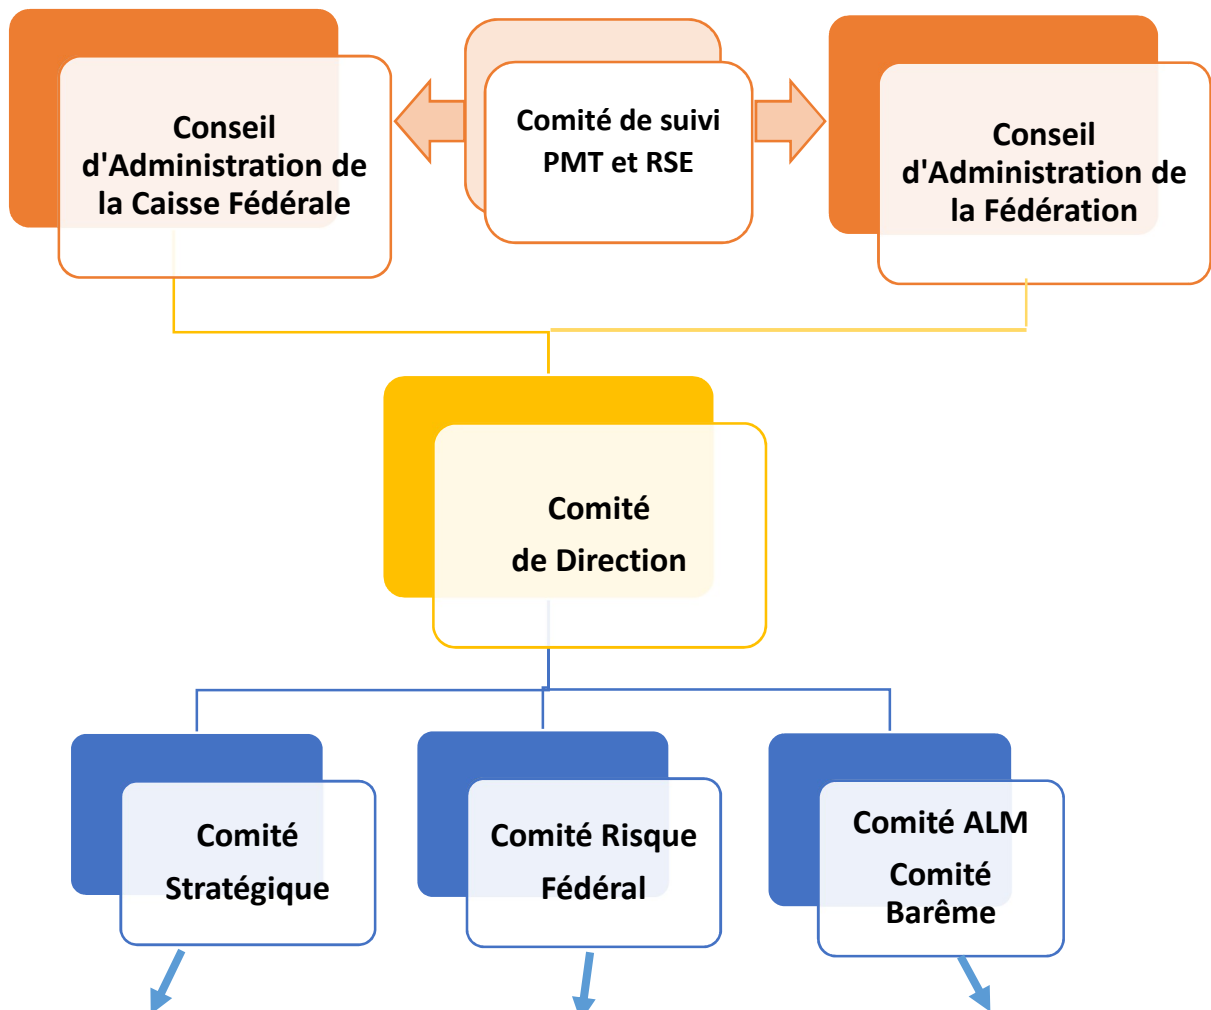 Conseil
d'Administration de
la Caisse Fédérale
Comité de suivi
PMT et RSE
Conseil
d'Administration de
la Fédération
Comité
de Direction
Comité
Stratégique
Comité Risque
Fédéral
Comité ALM
Comité
Barême